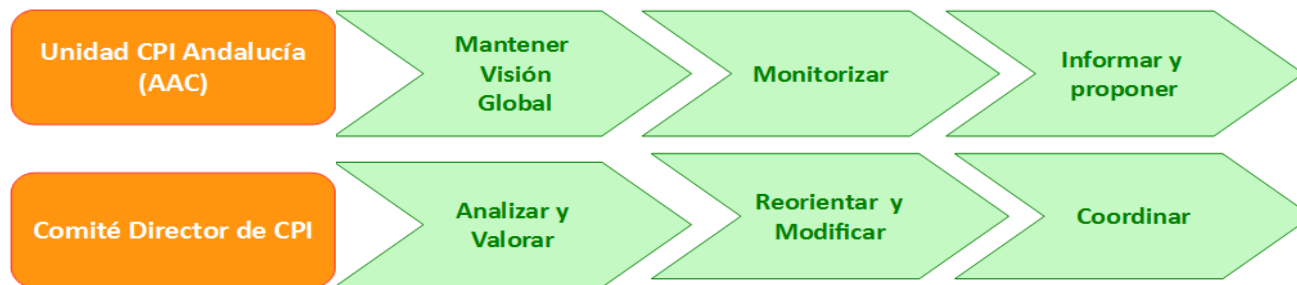 Unidad CPI Andalucía
(AAC)
Mantener
Visión
Global
Monitorizar
Informar y
proponer
Comité Director de CPI
Analizar y
Valorar
Reorientar y
Modificar
Coordinar